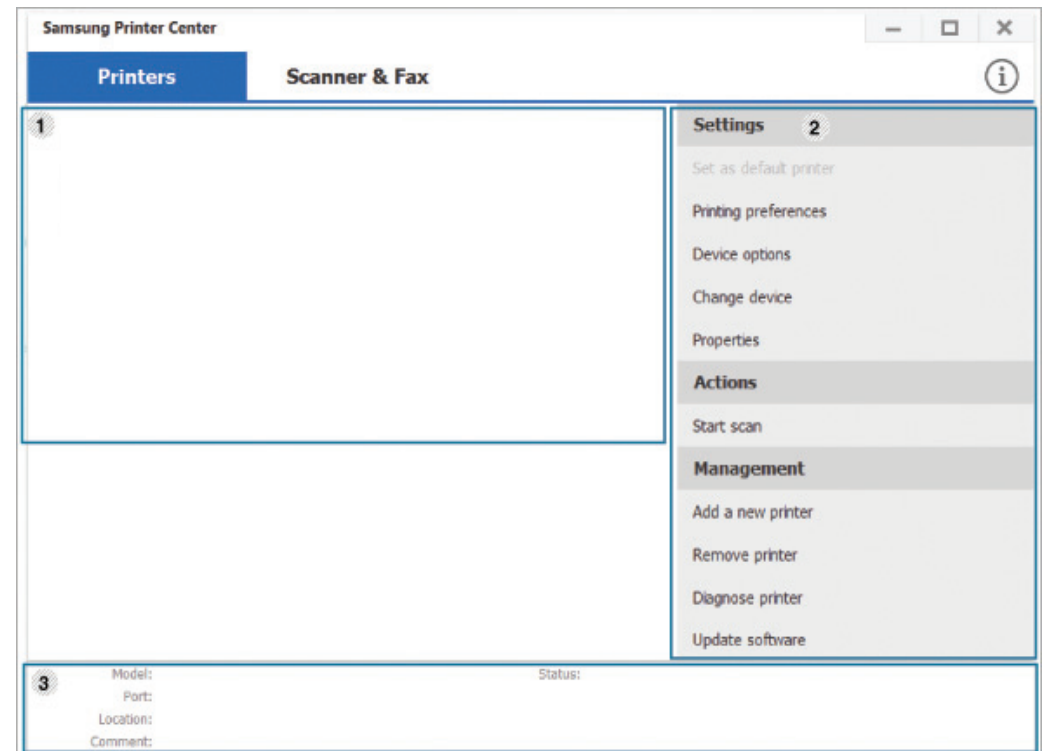 Samsung Printer Center
Printers Scanner & Fax
1
Settings 2
Set as default printer
Printing preferences
Device options
Change device
Properties
Actions
Start scan
Management
Add a new printer
Remove printer
Diagnose printer
Update software
3
Model: Status:
Port:
Location:
Comment: